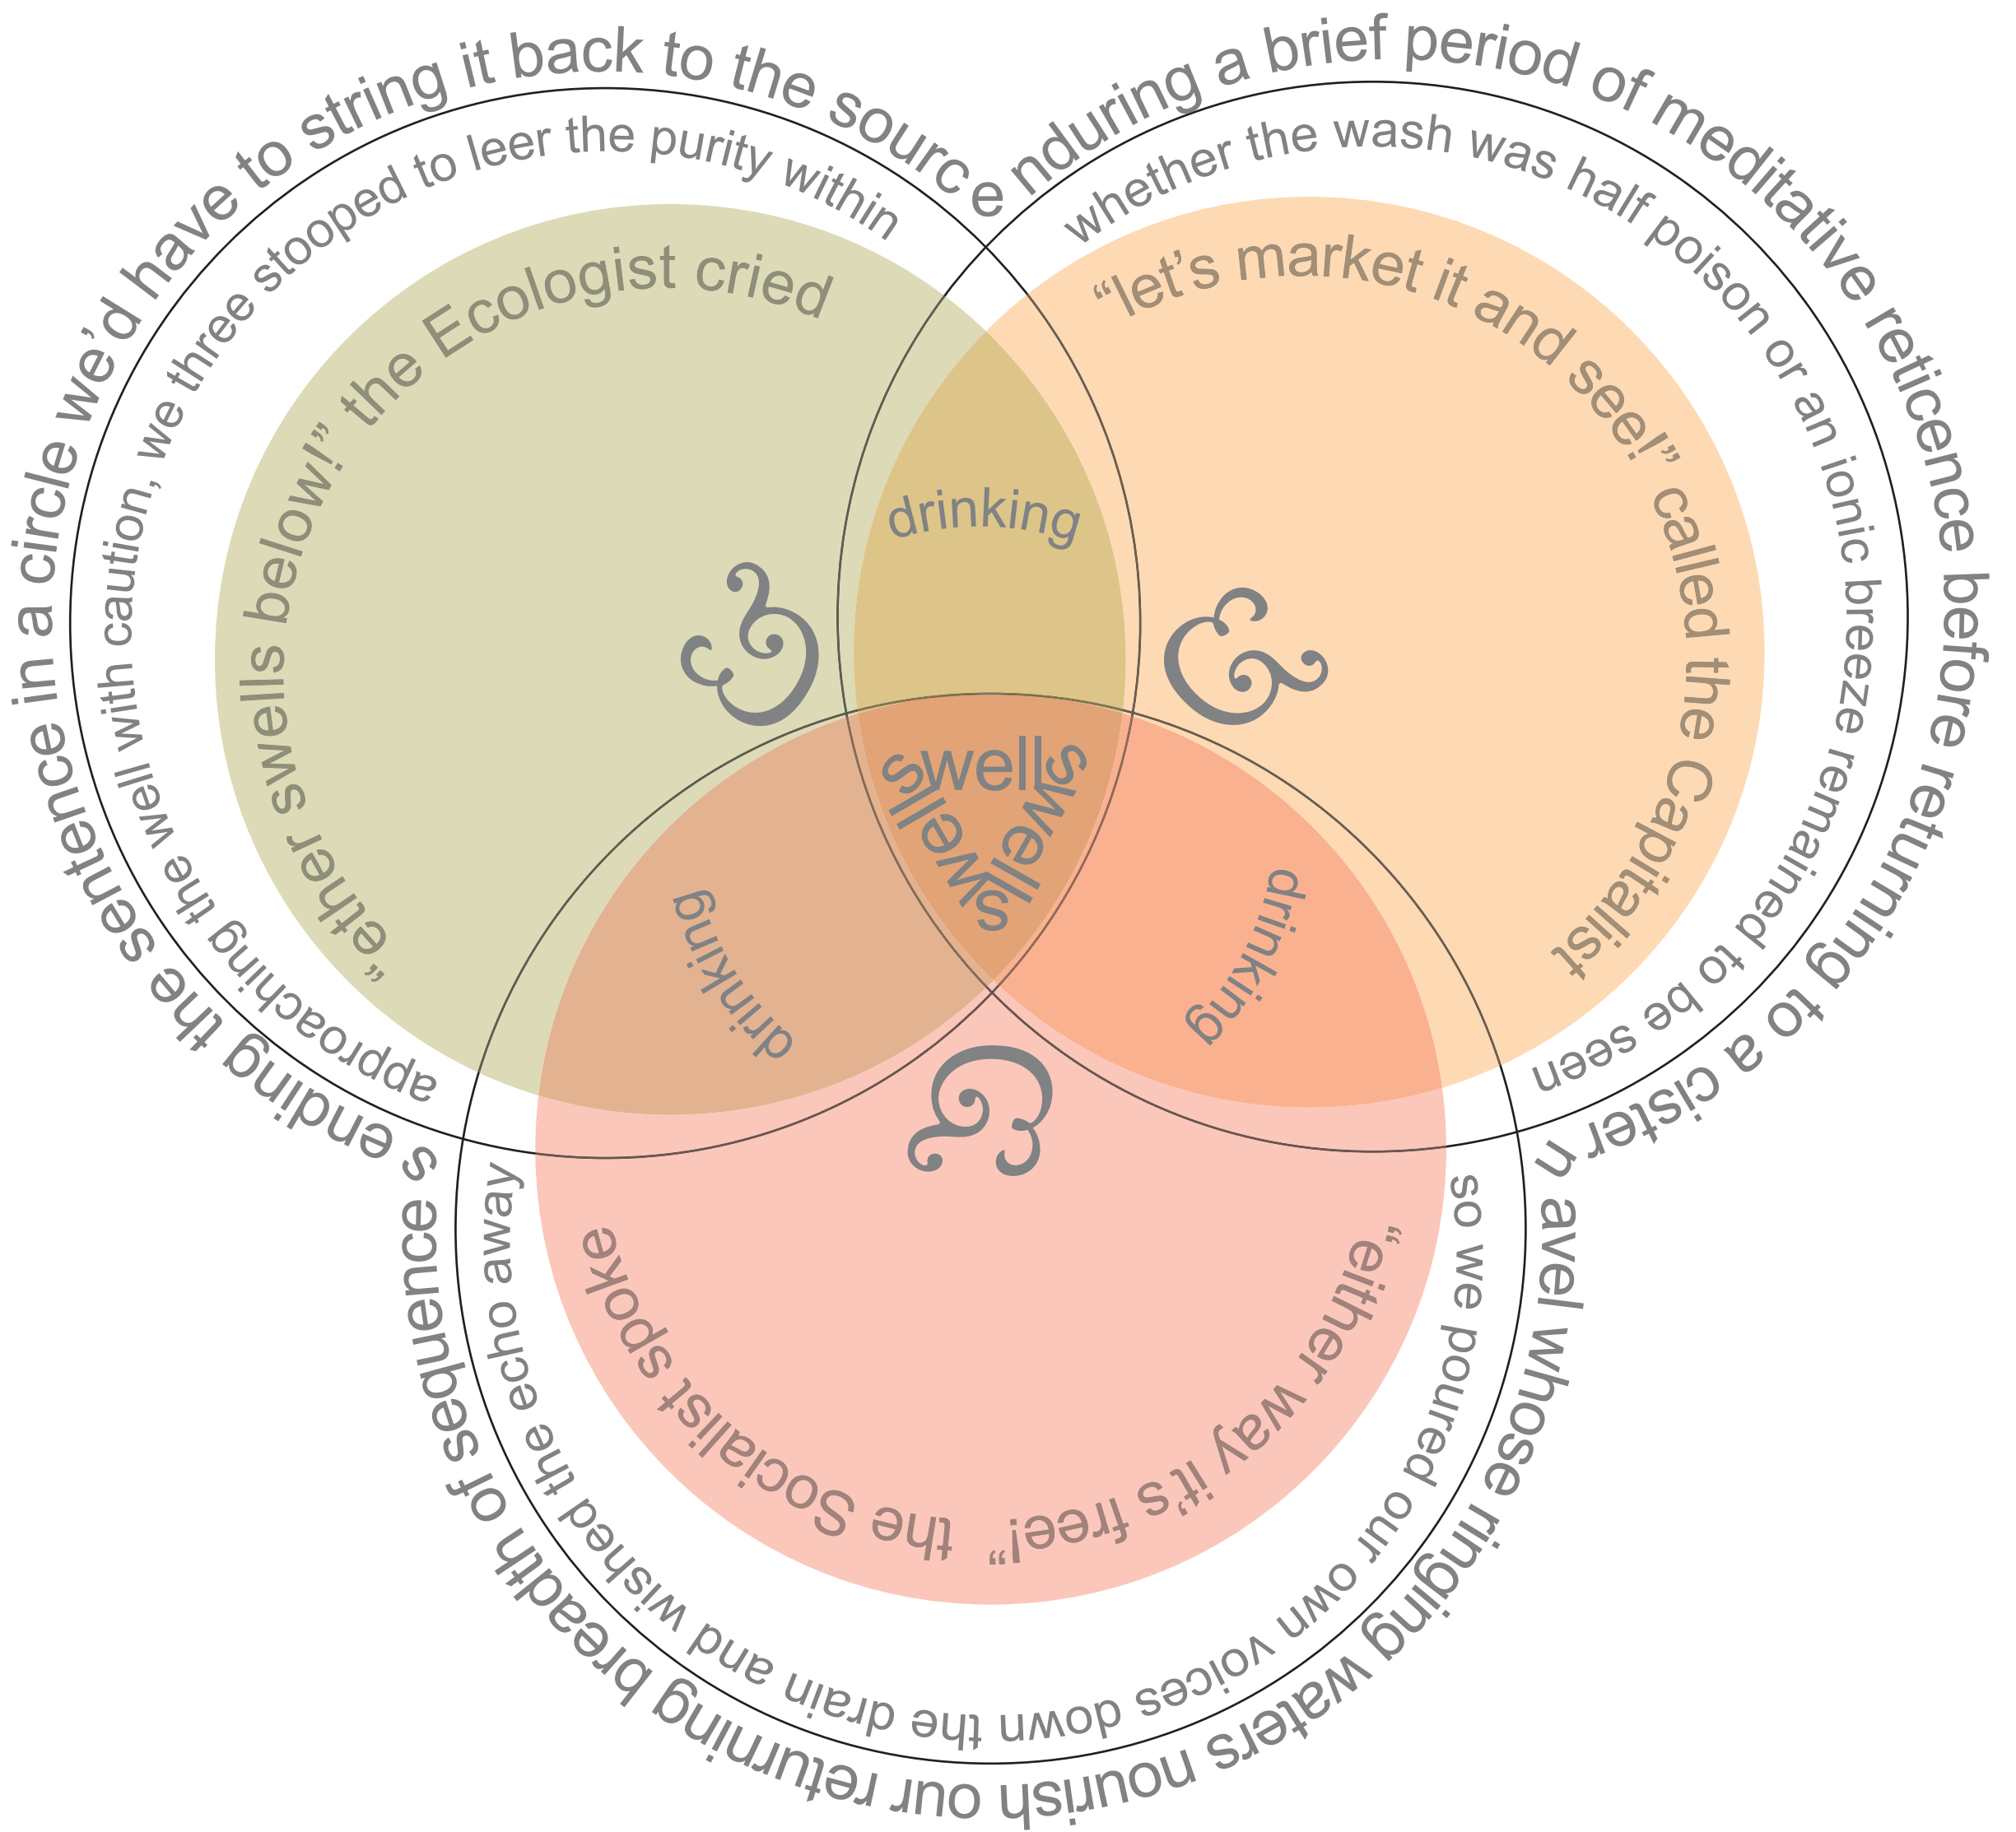 s ending the sentence in a circle we’d have to string it back to the sourc
e nduring a brief period of meditative reticence before returning to a cister
n avel whose ringing waters nourish our returning breadth to sequence
approaching the well with caution, we three stooped to leer the purity within
whether the wash was half poison or an ionic breeze remained to be seen
so we poured our own voices down the drain and wished the echo away
“ether swells below!” the Ecologist cried
“let’s market it and see!” called the Capitalist
“either way it’s free!” the Socialist spoke
drinking
&
&
swells
swells
swells
drinking
drinking
&